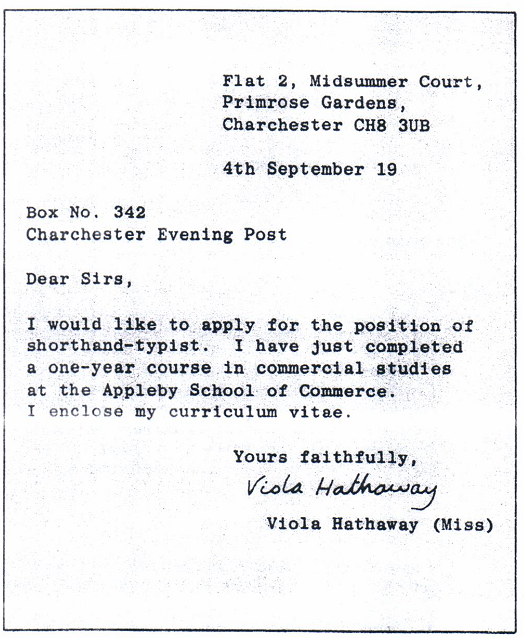 Flat 2, Midsummer Court,
Primrose Gardens,
Charchester CH8 3UB
4th September 19
Box No. 342
Charchester Evening Post
Dear Sirs,
I would like to apply for the position of
shorthand-typist. I have just completed
a one-year course in commercial studies
at the Appleby School of Commerce.
I enclose my curriculum vitae.
Yours faithfully,
Viola Hathaway
Viola Hathaway (Miss)